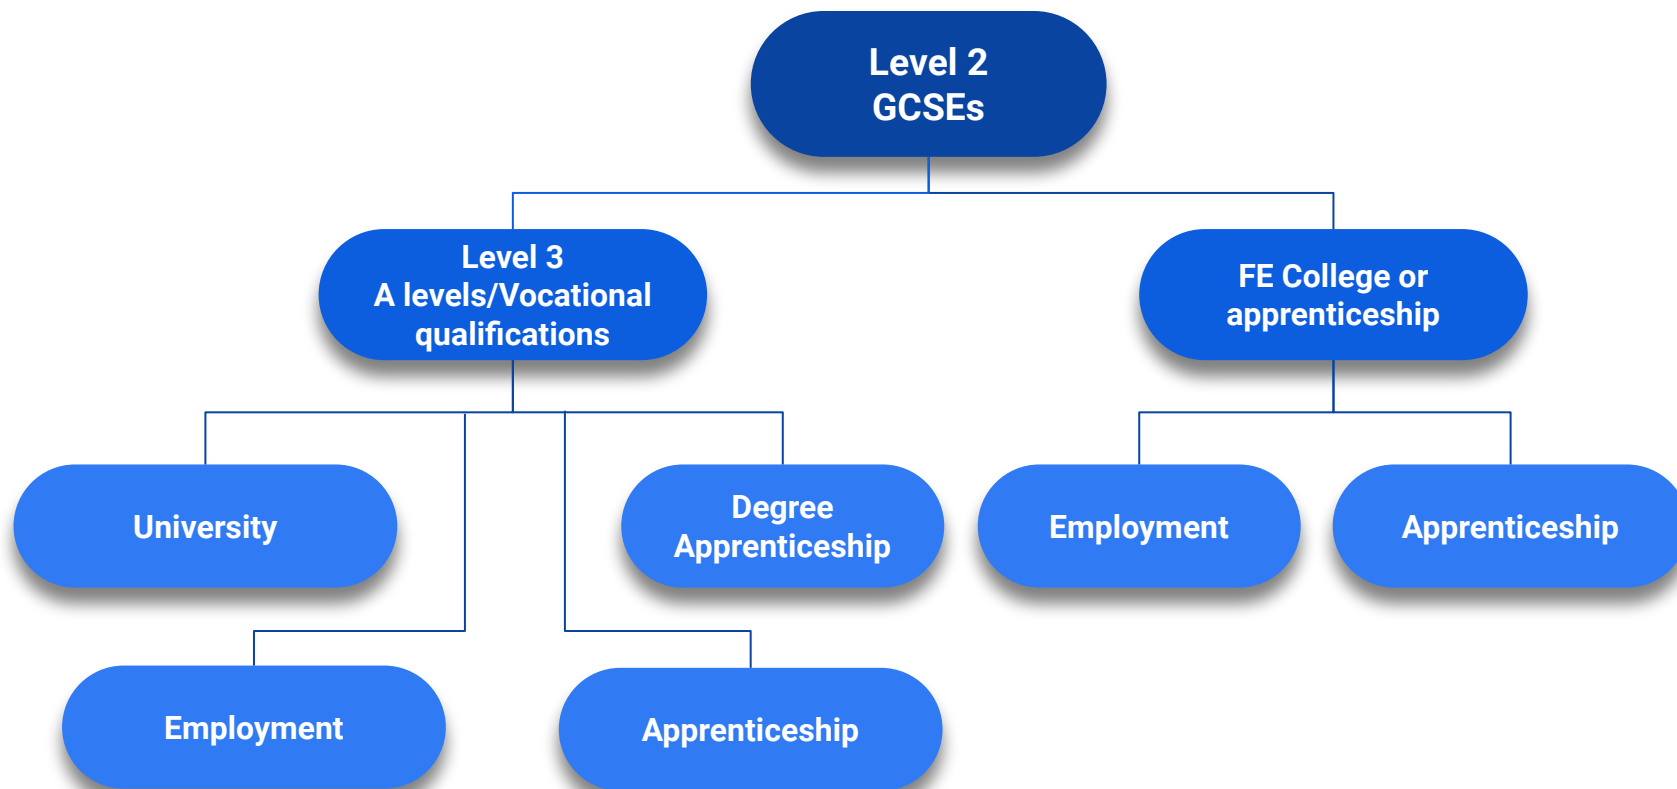 Level 2
GCSEs
Level 3
A levels/Vocational
qualifications
FE College or
apprenticeship
University
Degree
Apprenticeship
Employment
Apprenticeship
Employment
Apprenticeship